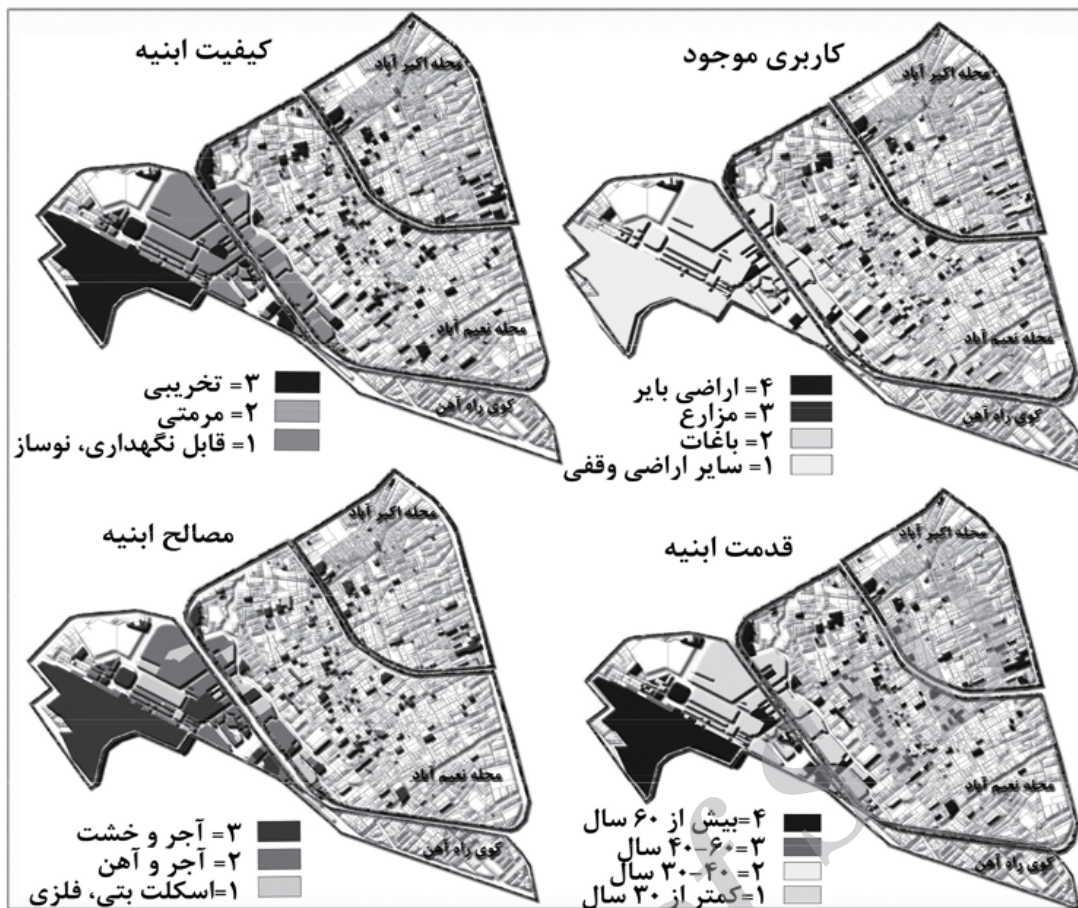 کیفیت ابنیه
محله اکبر آباد
محله نعیم آباد
کوی راه آهن
۳= تخریبی
۲= مرمتی
۱= قابل نگهداری، نوساز
کاربری موجود
محله اکبر آباد
محله نعیم آباد
کوی راه آهن
۴= اراضی بایر
۳= مزارع
۲= باغات
۱= سایر اراضی وقفی
مصالح ابنیه
محله اکبر آباد
محله نعیم آباد
کوی راه آهن
۳= آجر و خشت
۲= آجر و آهن
۱=اسکلت بتی، فلزی
قدمت ابنیه
محله اکبر آباد
محله نعیم آباد
کوی راه آهن
۴=بیش از ۶۰ سال
۳=۶۰-۴۰ سال
۲= ۴۰-۳۰ سال
۱=کمتر از ۳۰ سال